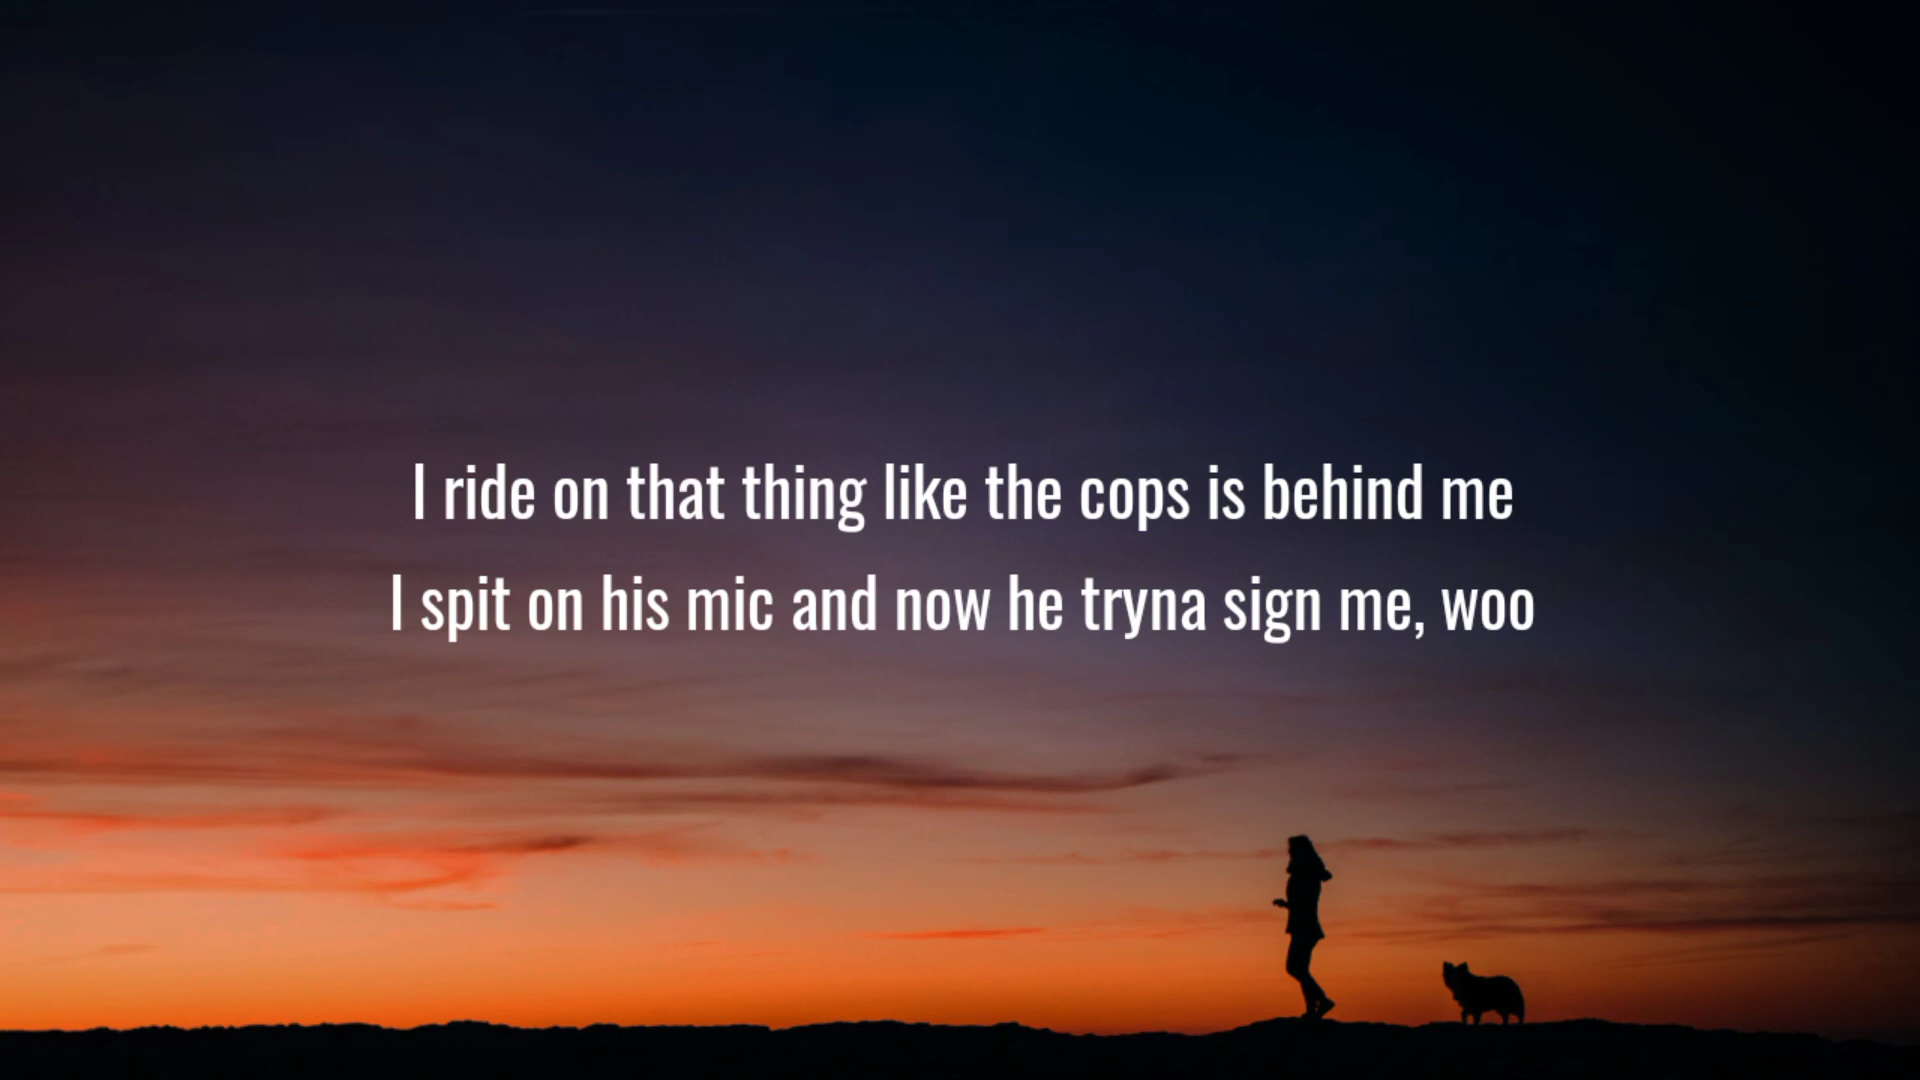 I ride on that thing like the cops is behind me
I spit on his mic and now he tryna sign me, woo